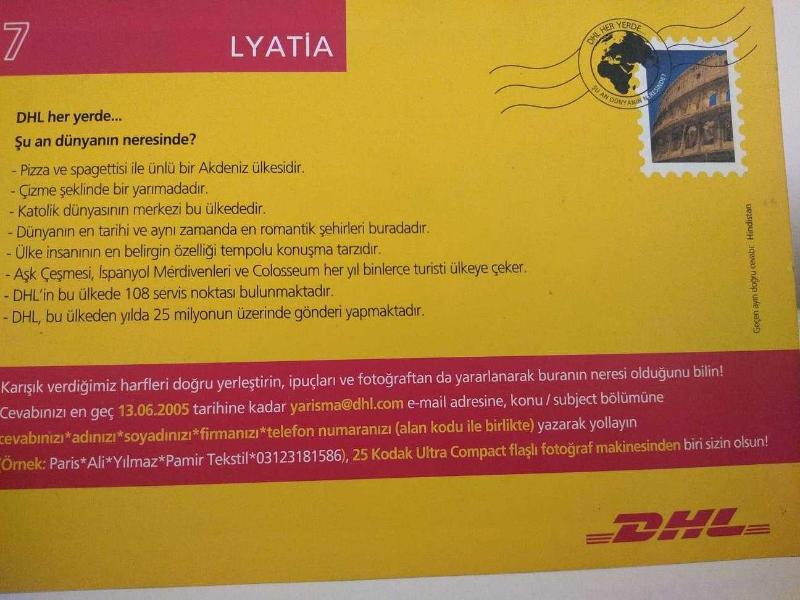 7
LYATİA
DHL HER YERDE
ŞU AN DÜNYANIN NERESİNDE?
DHL her yerde...
Şu an dünyanın neresinde?
- Pizza ve spagettisi ile ünlü bir Akdeniz ülkesidir.
- Çizme şeklinde bir yarımadadır.
- Katolik dünyasının merkezi bu ülkededir.
- Dünyanın en tarihi ve aynı zamanda en romantik şehirleri buradadır.
- Ülke insanının en belirgin özelliği tempolu konuşma tarzıdır.
- Aşk Çeşmesi, İspanyol Merdivenleri ve Colosseum her yıl binlerce turisti ülkeye çeker.
- DHL'in bu ülkede 108 servis noktası bulunmaktadır.
- DHL, bu ülkeden yılda 25 milyonun üzerinde gönderi yapmaktadır.
Geçen ayın doğru cevabı: Hindistan
Karışık verdiğimiz harfleri doğru yerleştirin, ipuçları ve fotoğraftan da yararlanarak buranın neresi olduğunu bilin!
Cevabınızı en geç 13.06.2005 tarihine kadar yarisma@dhl.com e-mail adresine, konu / subject bölümüne
cevabınızı*adınızı*soyadınızı*firmanızı*telefon numaranızı (alan kodu ile birlikte) yazarak yollayın
(Örnek: Paris*Ali*Yılmaz*Pamir Tekstil*03123181586), 25 Kodak Ultra Compact flaşlı fotoğraf makinesinden biri sizin olsun!
DHL